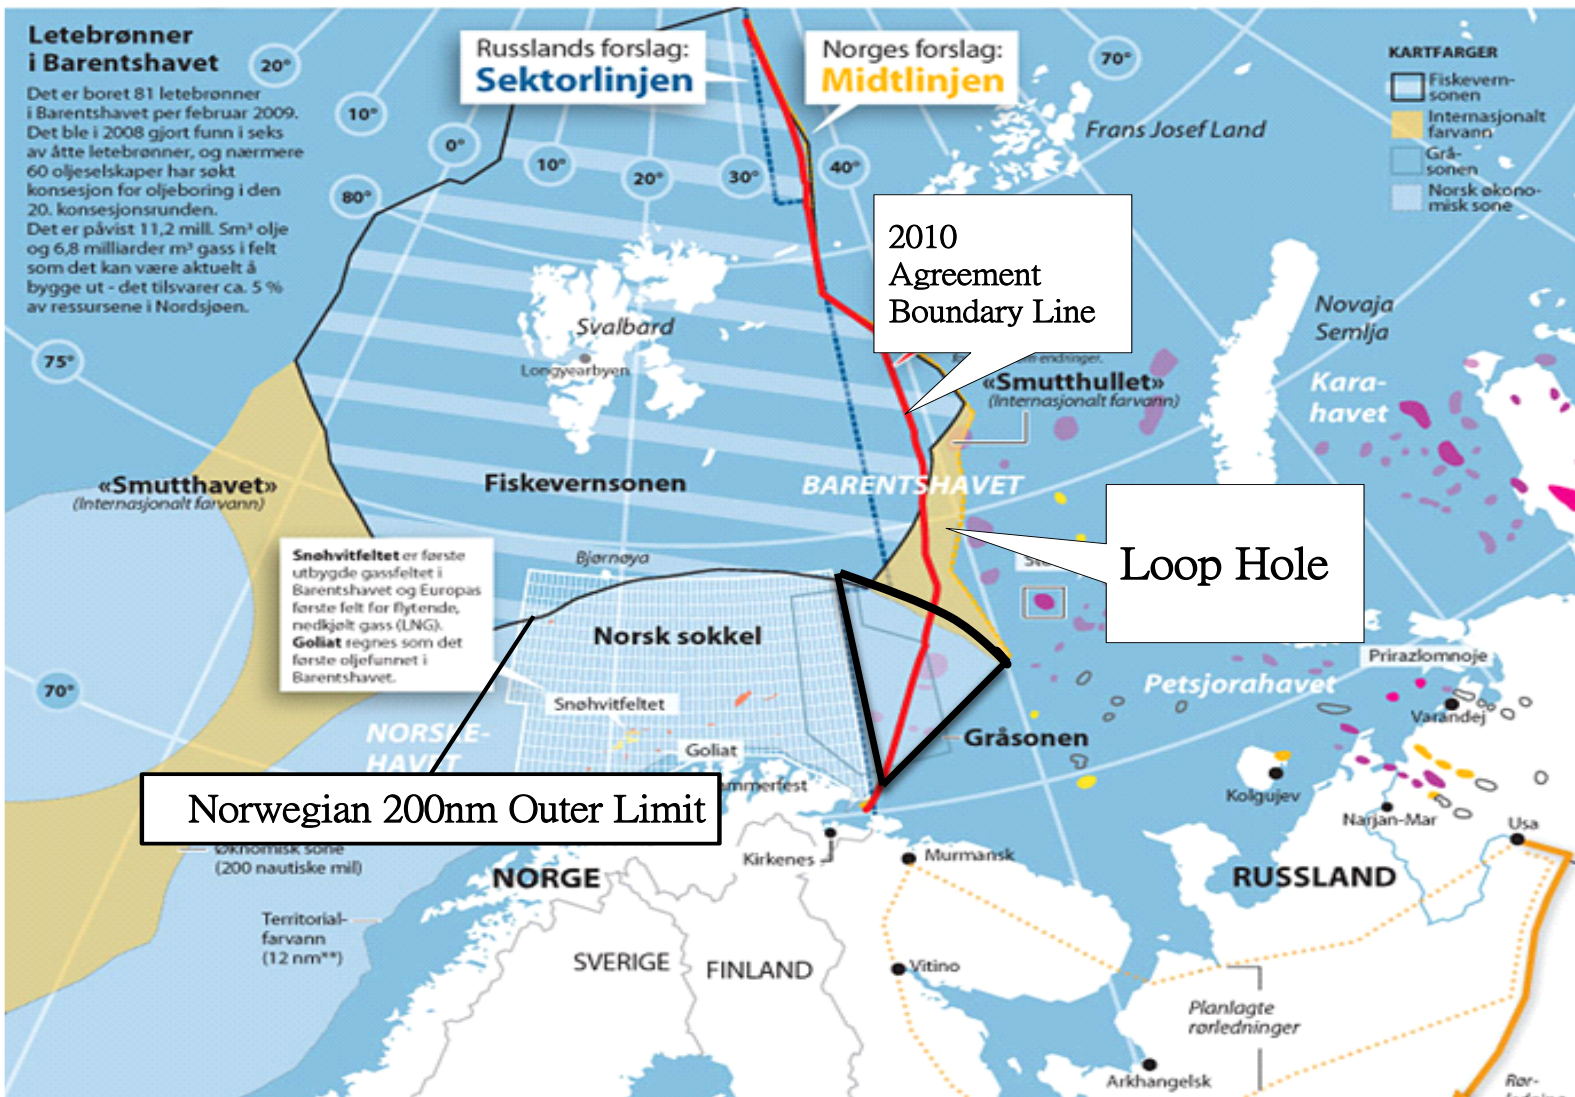 Letebrønner
i Barentshavet
Det er boret 81 letebrønner
i Barentshavet per februar 2009.
Det ble i 2008 gjort funn i seks
av åtte letebrønner, og nærmere
60 oljeselskaper har søkt
konsesjon for oljeboring i den
20. konsesjonsrunden.
Det er påvist 11,2 mill. Sm³ olje
og 6,8 milliarder m³ gass i felt
som det kan være aktuelt å
bygge ut - det tilsvarer ca. 5 %
av ressursene i Nordsjøen.
20°
10°
0°
80°
75°
70°
10°
20°
30°
40°
70°
Russlands forslag:
Sektorlinjen
Norges forslag:
Midtlinjen
KARTFARGER
Fiskevern-
sonen
Internasjonalt
farvann
Grå-
sonen
Norsk økono-
misk sone
Frans Josef Land
2010
Agreement
Boundary Line
endringer.
«Smutthullet»
(Internasjonalt farvann)
Novaja
Semlja
Kara-
havet
Svalbard
Longyearbyen
«Smutthavet»
(Internasjonalt farvann)
Fiskevernsonen
BARENTSHAVET
Loop Hole
Snøhvitfeltet er første
utbygde gassfeltet i
Barentshavet og Europas
første felt for flytende,
nedkjølt gass (LNG).
Goliat regnes som det
første oljefunnet i
Barentshavet.
Bjørnøya
Norsk sokkel
Snøhvitfeltet
Goliat
NORSKE-
HAVET
Gråsonen
Petsjorahavet
Prirazlomnoje
Varandej
Kolgujev
Narjan-Mar
Usa
Norwegian 200nm Outer Limit
ammerfest
Økonomisk sone
(200 nautiske mil)
Kirkenes
Murmansk
NORGE
RUSSLAND
Territorial-
farvann
(12 nm**)
SVERIGE
FINLAND
Vitino
Planlagte
rørledninger
Arkhangelsk
Rør-